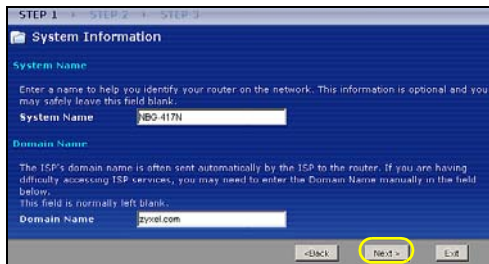 STEP 1 › STEP 2 › STEP 3
System Information
System Name
Enter a name to help you identify your router on the network. This information is optional and you
may safely leave this field blank.
System Name NBG-417N
Domain Name
The ISP's domain name is often sent automatically by the ISP to the router. If you are having
difficulty accessing ISP services, you may need to enter the Domain Name manually in the field
below.
This field is normally left blank.
Domain Name zyxel.com
<Back Next > Exit